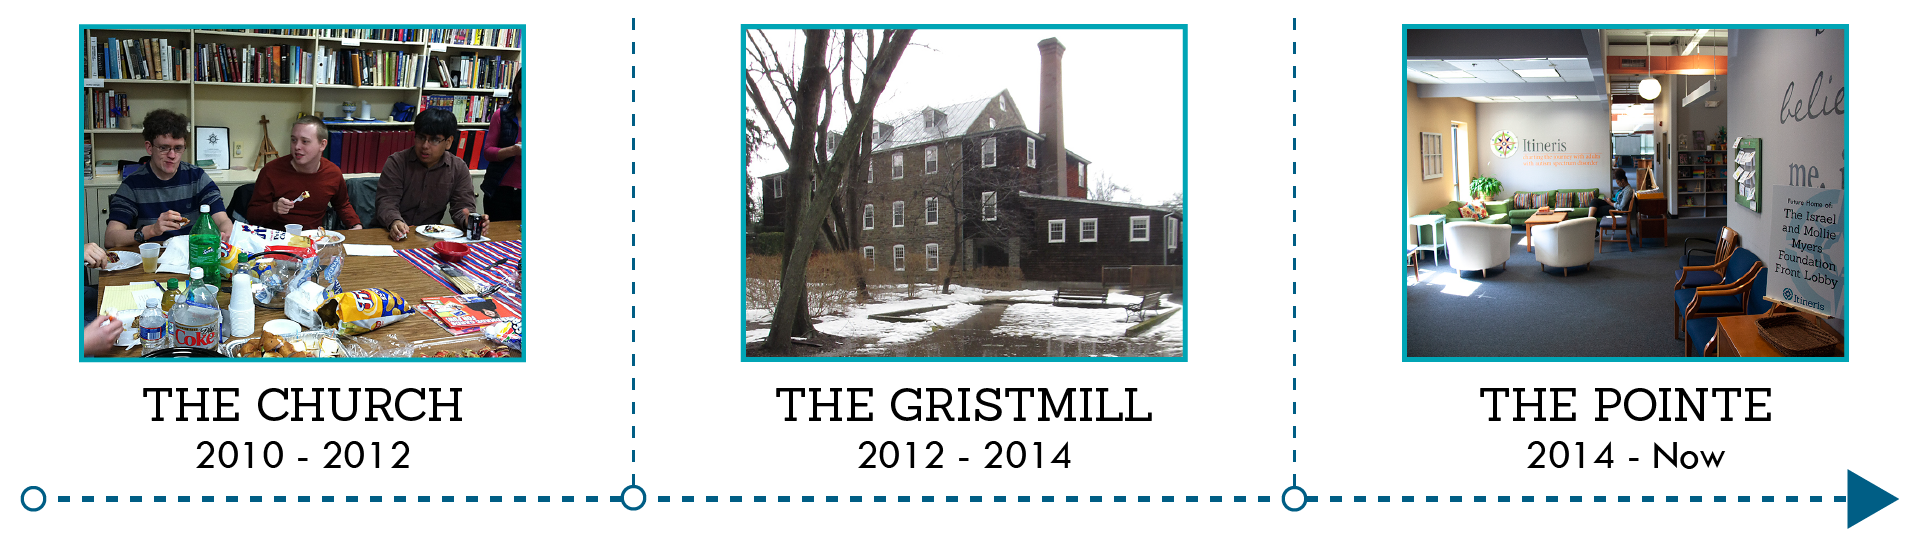 Coke
Itineris
belie
me,
Future Home of:
The Israel
and Mollie
Myers
Foundation
Front Lobby
Itineris
THE CHURCH
2010 - 2012
THE GRISTMILL
2012 - 2014
THE POINTE
2014 - Now